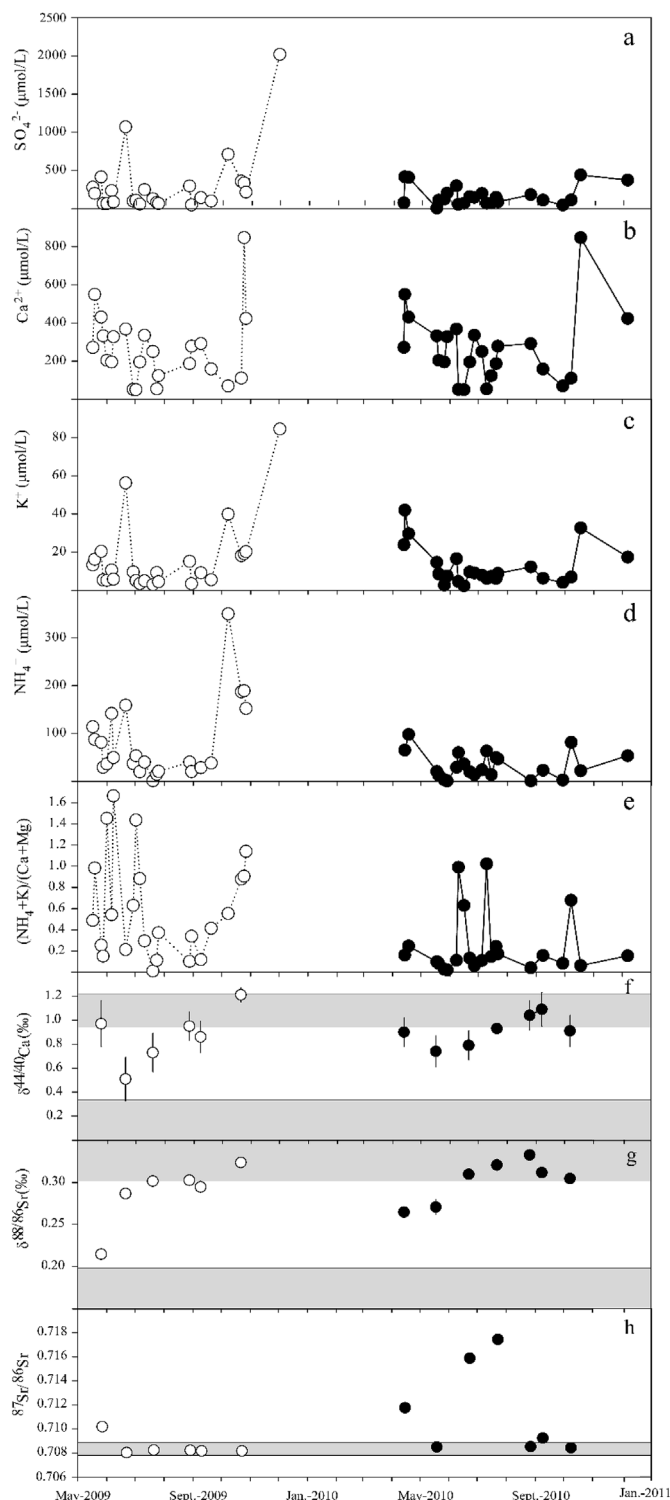 a
SO₄²⁻ (μmol/L)
2500
2000
1500
1000
500
b
Ca²⁺ (μmol/L)
800
600
400
200
c
K⁺ (μmol/L)
80
60
40
20
d
NH₄⁻ (μmol/L)
300
200
100
e
(NH₄+K)/(Ca+Mg)
1.6
1.4
1.2
1.0
0.8
0.6
0.4
0.2
f
δ⁴⁴/⁴⁰Ca(‰)
1.2
1.0
0.8
0.6
0.4
0.2
g
δ⁸⁸/⁸⁶Sr(‰)
0.30
0.25
0.20
h
⁸⁷Sr/⁸⁶Sr
0.718
0.716
0.714
0.712
0.710
0.708
0.706
May-2009 Sept.-2009 Jan.-2010 May-2010 Sept.-2010 Jan.-2011